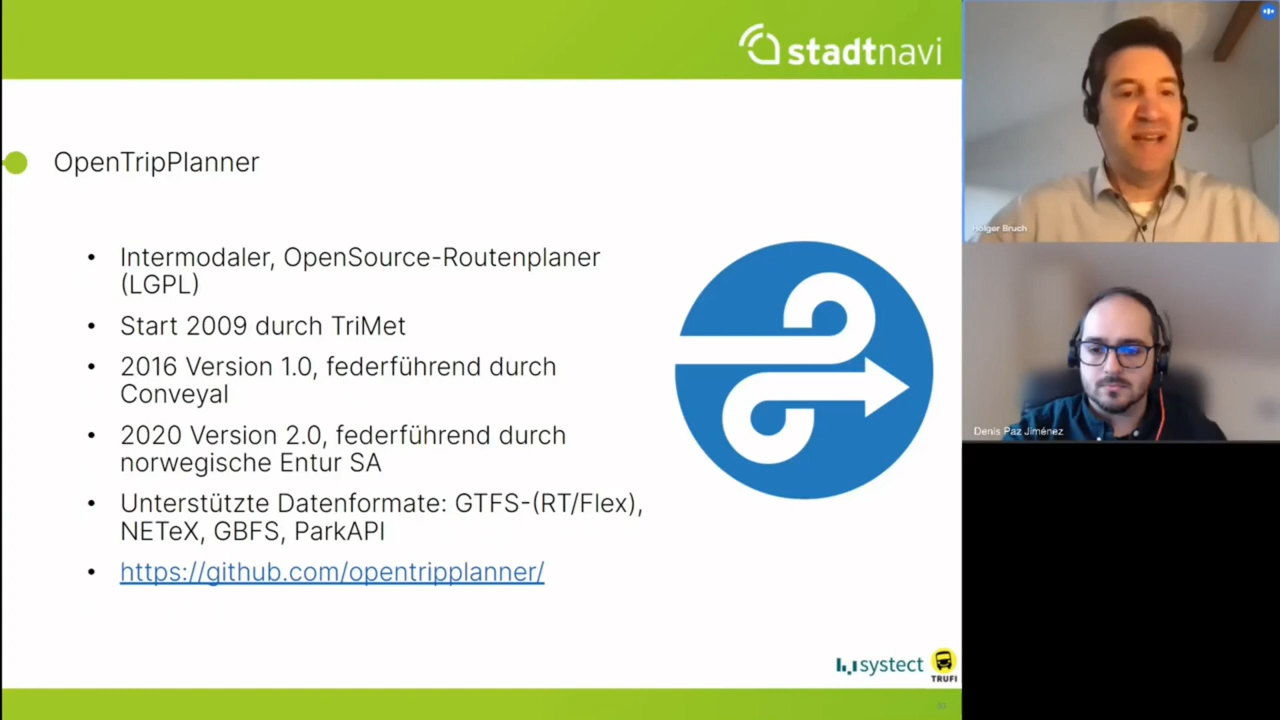 stadtnavi
OpenTripPlanner
• Intermodaler, OpenSource-Routenplaner
(LGPL)
• Start 2009 durch TriMet
• 2016 Version 1.0, federführend durch
Conveyal
• 2020 Version 2.0, federführend durch
norwegische Entur SA
• Unterstützte Datenformate: GTFS-(RT/Flex),
NETeX, GBFS, ParkAPI
• https://github.com/opentripplanner/
systect
TRUFI
Holger Bruch
Denis Paz Jiménez